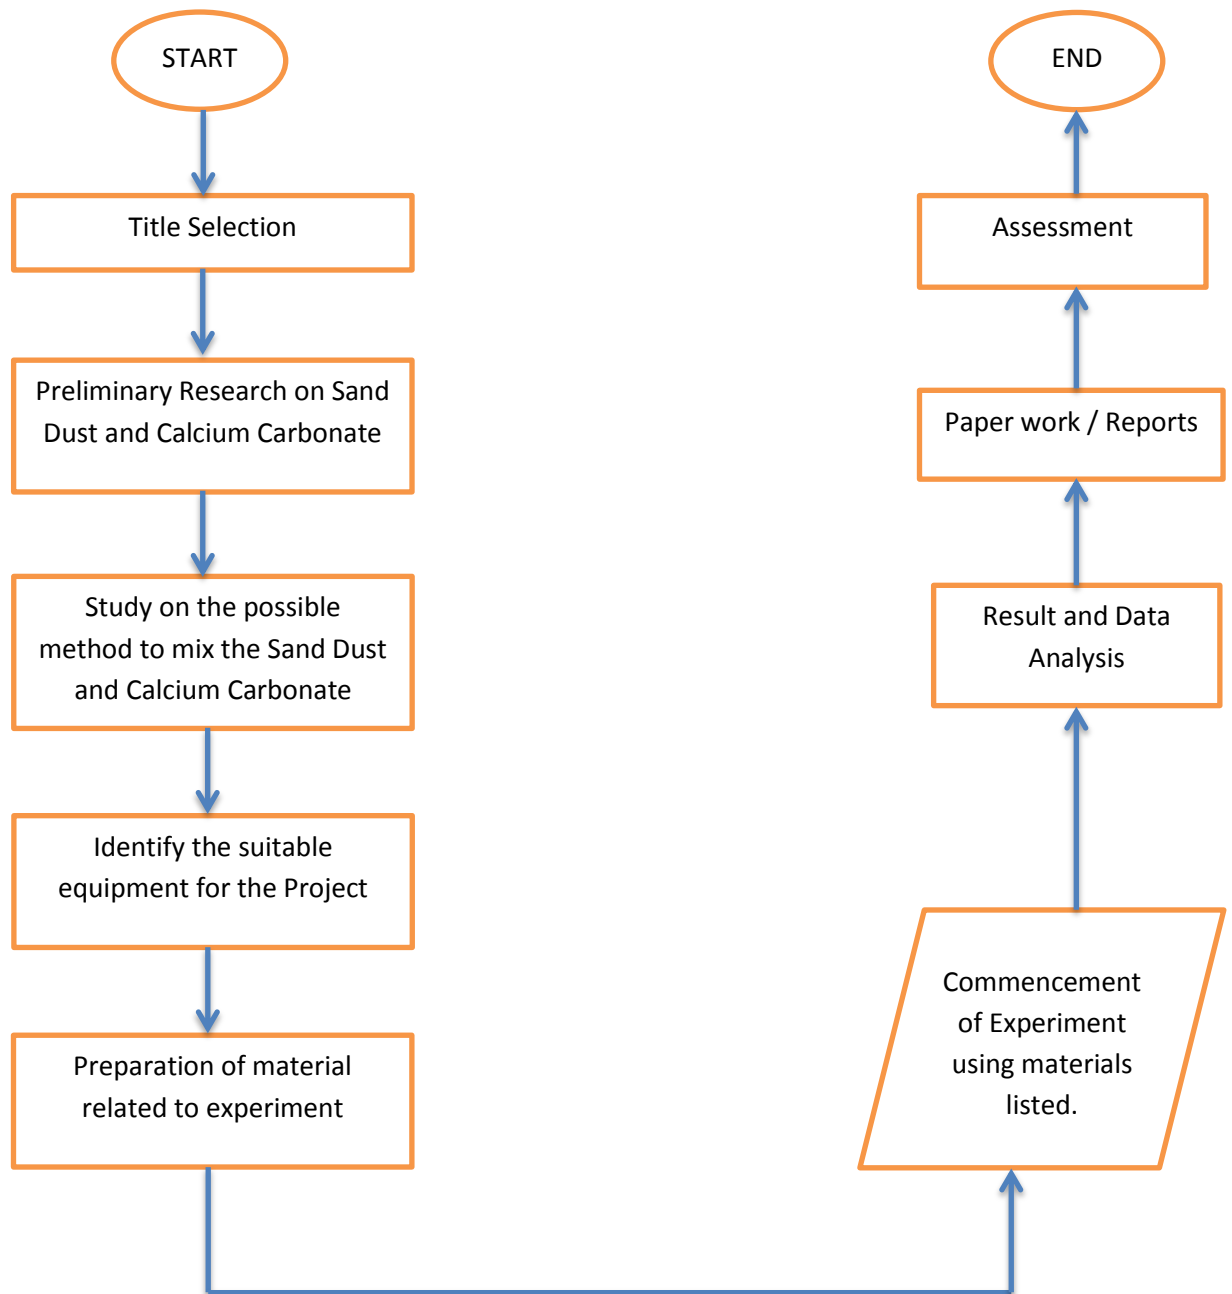 START
Title Selection
Preliminary Research on Sand
Dust and Calcium Carbonate
Study on the possible
method to mix the Sand Dust
and Calcium Carbonate
Identify the suitable
equipment for the Project
Preparation of material
related to experiment
Commencement
of Experiment
using materials
listed.
Result and Data
Analysis
Paper work / Reports
Assessment
END